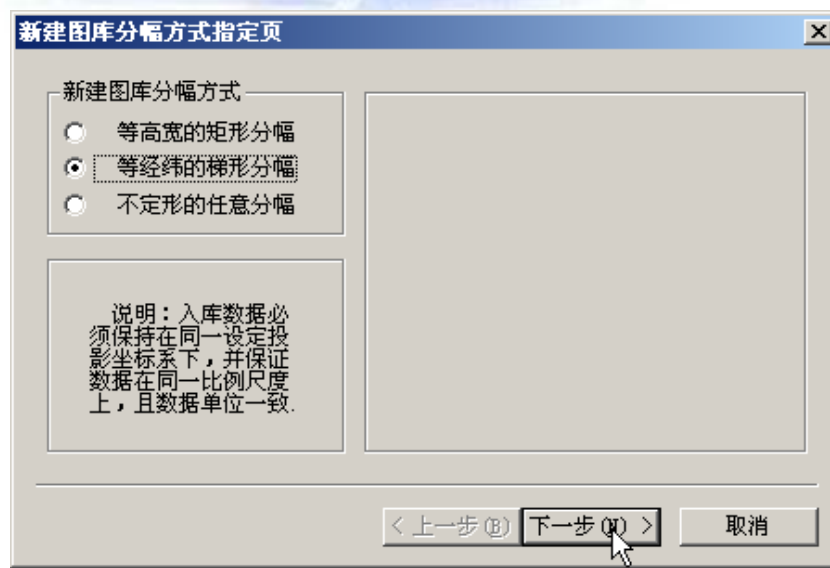 新建图库分幅方式指定页
新建图库分幅方式
等高宽的矩形分幅
等经纬的梯形分幅
不定形的任意分幅
说明：入库数据必
须保持在同一设定投
影坐标系下，并保证
数据在同一比例尺度
上，且数据单位一致.
< 上一步(B) 下一步(N) > 取消